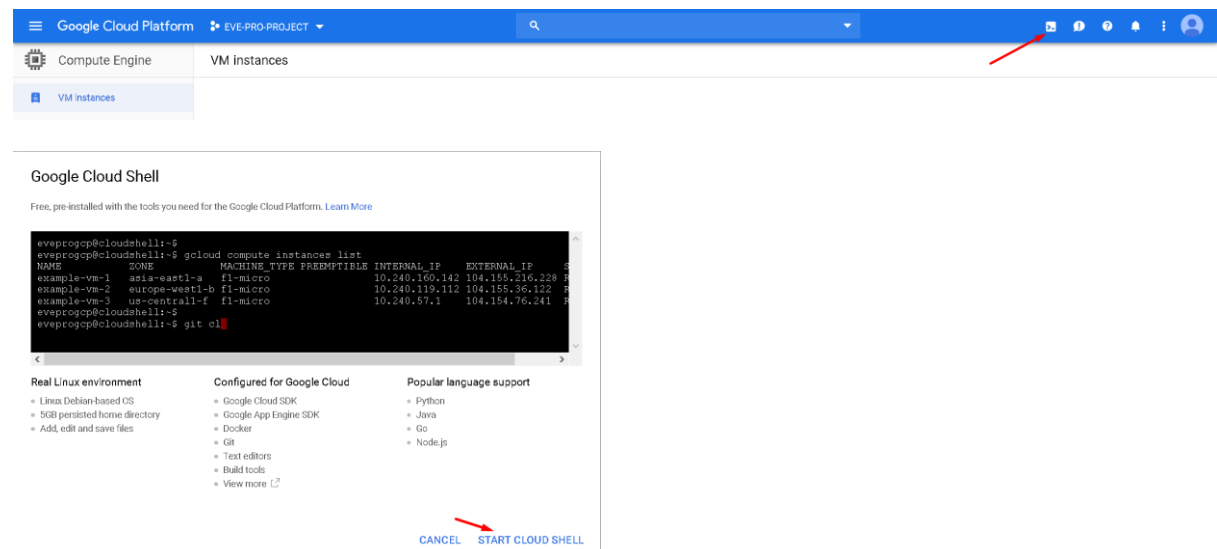 Google Cloud Platform EVE-PRO-PROJECT
Compute Engine VM instances
VM instances
Google Cloud Shell
Free, pre-installed with the tools you need for the Google Cloud Platform. Learn More
eveprogcp@cloudshell:~$
eveprogcp@cloudshell:~$ gcloud compute instances list
NAME ZONE MACHINE_TYPE PREEMPTIBLE INTERNAL_IP EXTERNAL_IP S
example-vm-1 asia-east1-a f1-micro 10.240.160.142 104.155.216.228 R
example-vm-2 europe-west1-b f1-micro 10.240.119.112 104.155.36.122 R
example-vm-3 us-central1-f f1-micro 10.240.57.1 104.154.76.241 R
eveprogcp@cloudshell:~$
eveprogcp@cloudshell:~$ git cl
Real Linux environment
Linux Debian-based OS
5GB persisted home directory
Add, edit and save files
Configured for Google Cloud
Google Cloud SDK
Google App Engine SDK
Docker
Git
Text editors
Build tools
View more
Popular language support
Python
Java
Go
Node.js
CANCEL START CLOUD SHELL